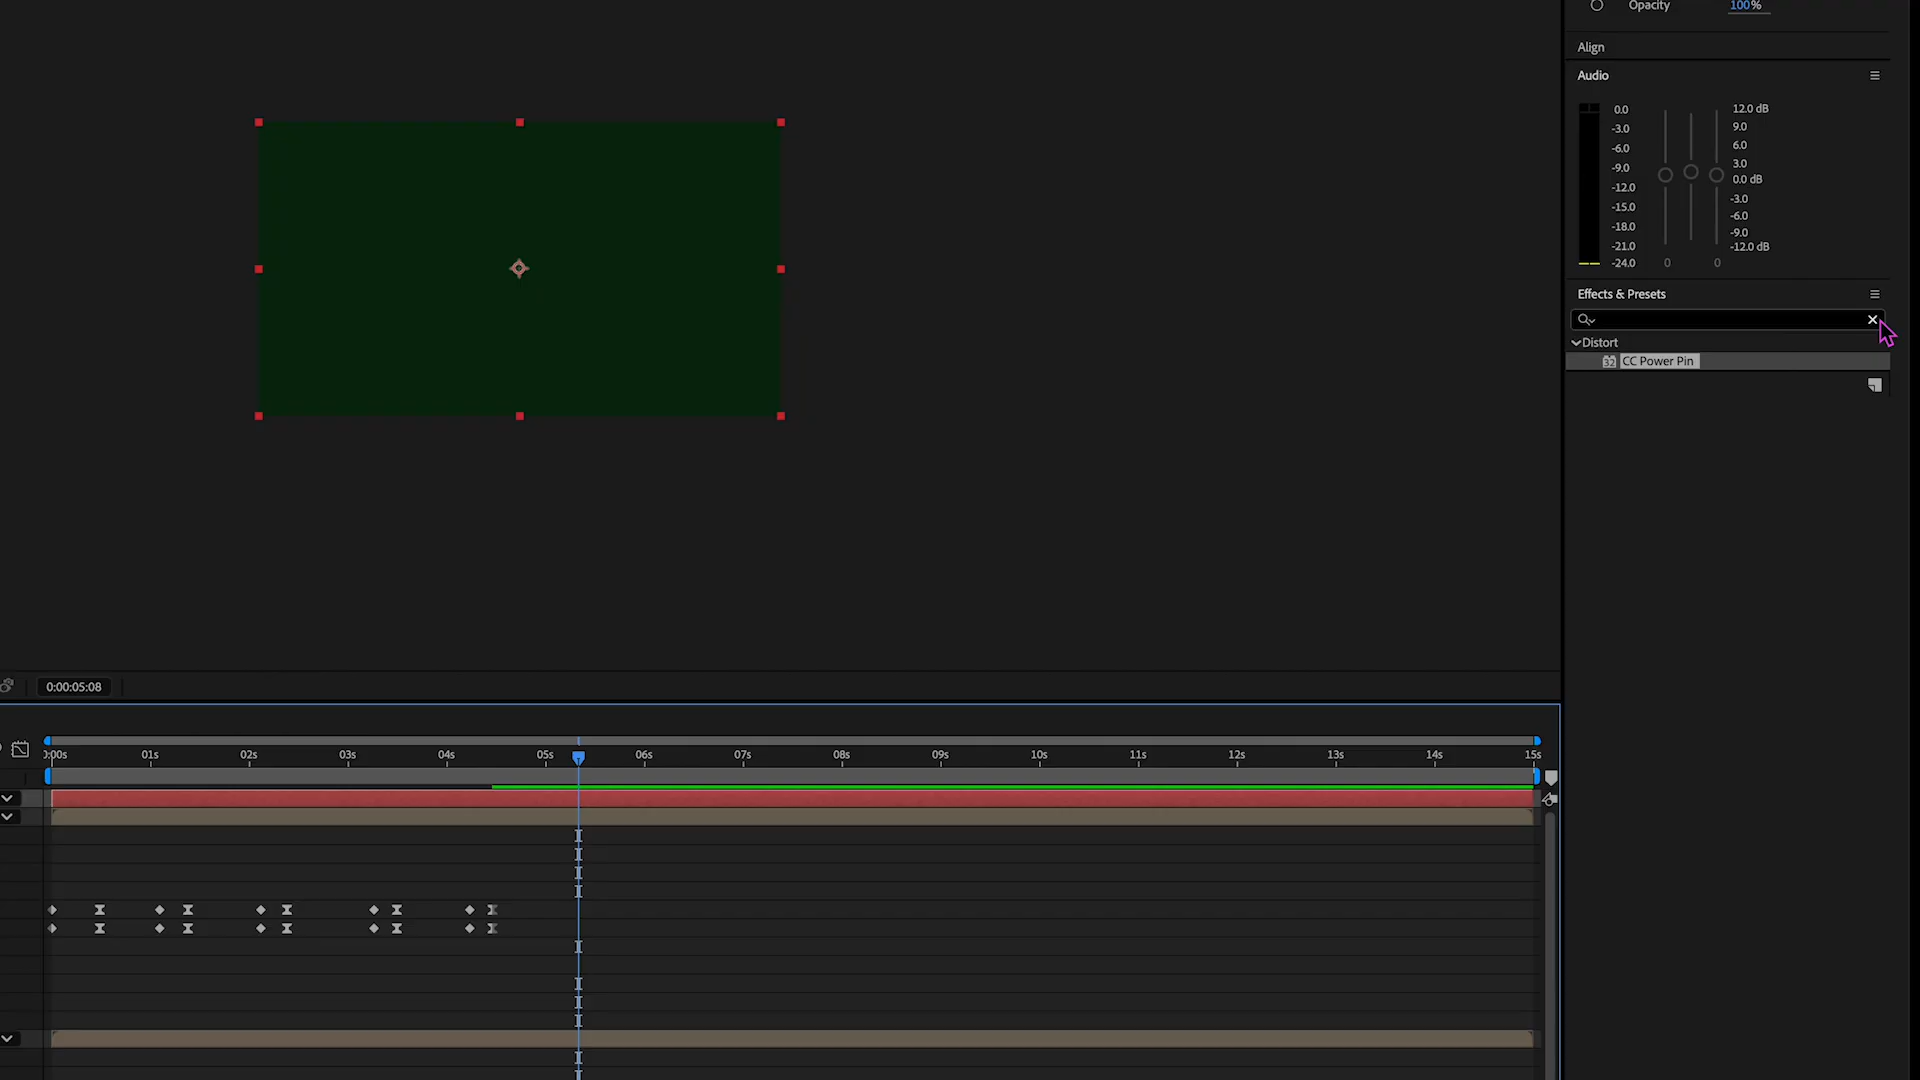 Opacity 100%
Align
Audio
0.0 12.0 dB
-3.0 9.0
-6.0 6.0
-9.0 3.0
-12.0 0.0 dB
-15.0 -3.0
-18.0 -6.0
-21.0 -9.0
-24.0 -12.0 dB
0 0
Effects & Presets
Distort
32 CC Power Pin
0:00:05:08
):00s 01s 02s 03s 04s 05s 06s 07s 08s 09s 10s 11s 12s 13s 14s 15s